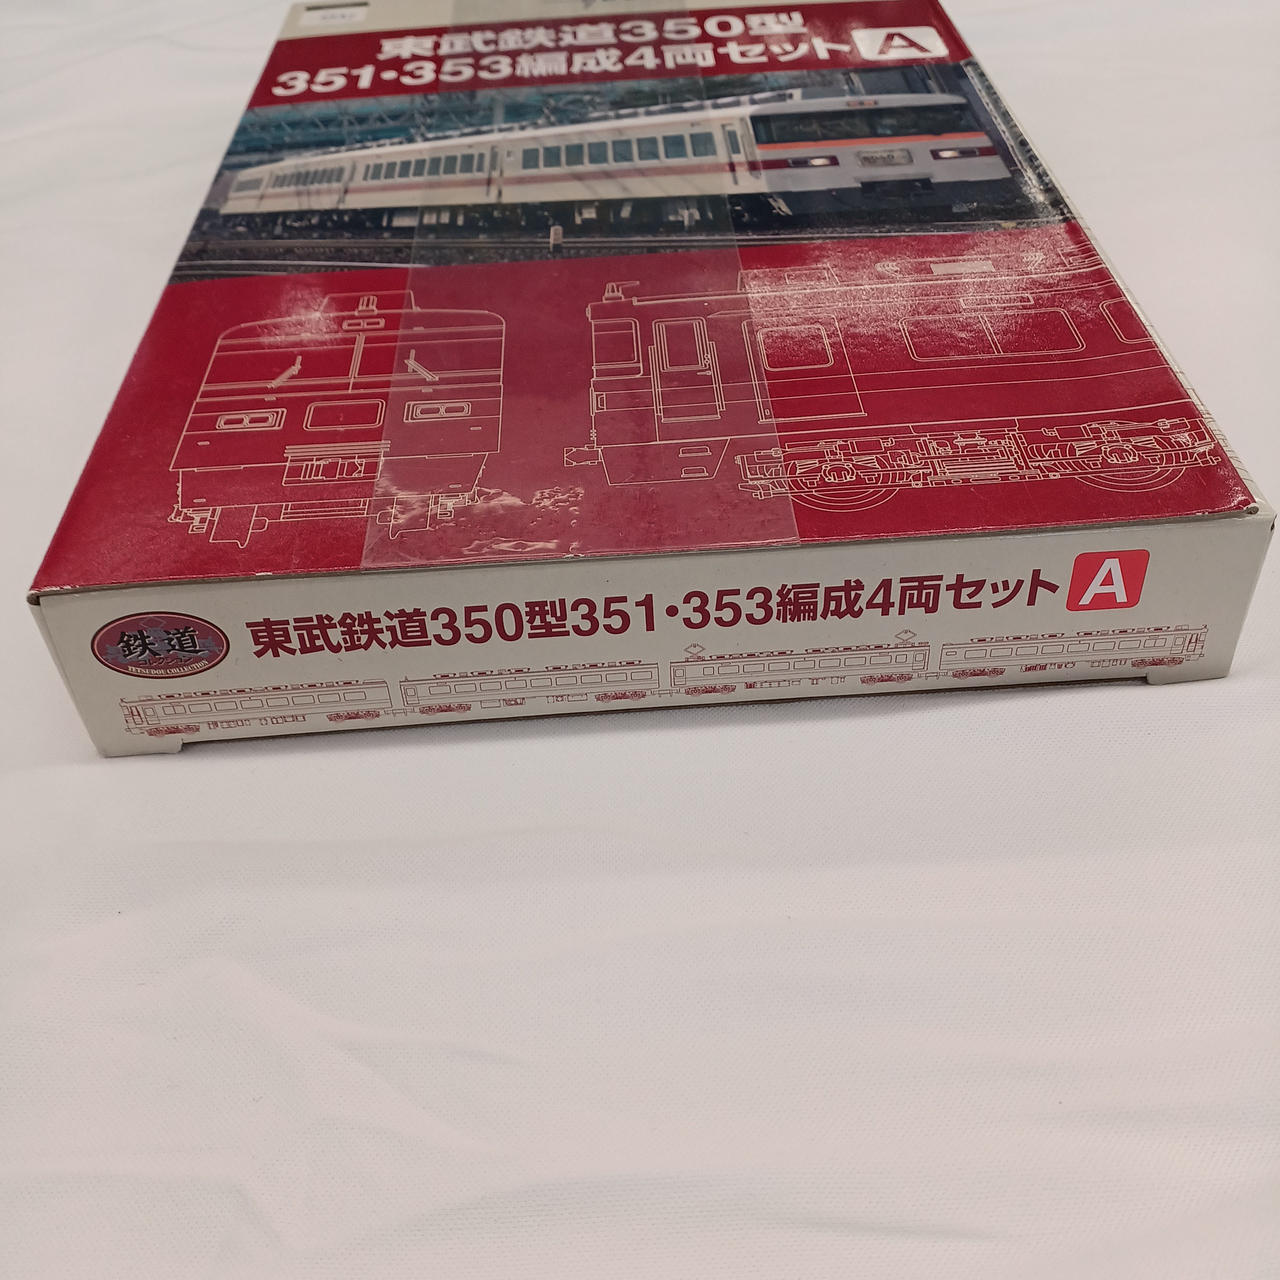 東武鉄道350型
351・353編成4両セット A
鉄道
コレクション
TETSUDOU COLLECTION
東武鉄道350型351・353編成4両セット A